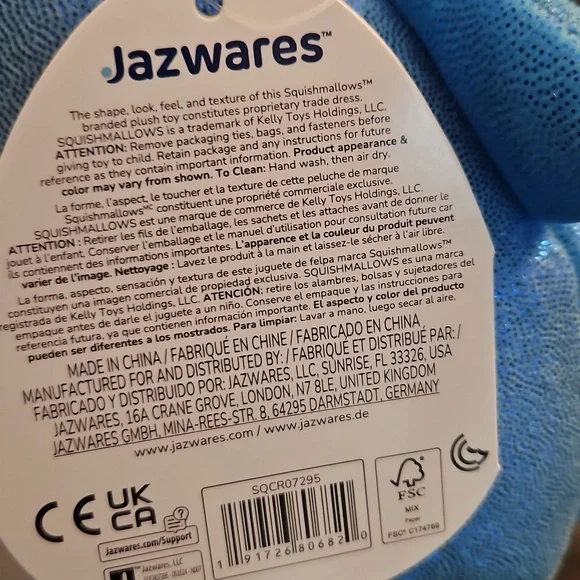 Jazwares™
The shape, look, feel, and texture of this Squishmallows™
branded plush toy constitutes proprietary trade dress.
SQUISHMALLOWS is a trademark of Kelly Toys Holdings, LLC.
ATTENTION: Remove packaging ties, bags, and fasteners before
giving toy to child. Retain package and any instructions for future
reference as they contain important information. Product appearance &
color may vary from shown. To Clean: Hand wash, then air dry.
La forme, l'aspect, le toucher et la texture de cette peluche de marque
Squishmallowsᴹᶜ constituent une propriété commerciale exclusive.
SQUISHMALLOWS est une marque de commerce de Kelly Toys Holdings, LLC.
ATTENTION : Retirer les fils de l'emballage, les sachets et les attaches avant de donner le
jouet à l'enfant. Conserver l'emballage et le manuel d'utilisation pour consultation future car
ils contiennent des informations importantes. L'apparence et la couleur du produit peuvent
varier de l'image. Nettoyage : Lavez le produit à la main et laissez-le sécher à l'air libre.
La forma, aspecto, sensación y textura de este juguete de felpa marca Squishmallows™
constituyen una imagen comercial de propiedad exclusiva. SQUISHMALLOWS es una marca
registrada de Kelly Toys Holdings, LLC. ATENCIÓN: retire los alambres, bolsas y sujetadores del
empaque antes de darle el juguete a un niño. Conserve el empaque y las instrucciones para
referencia futura, ya que contienen información importante. El aspecto y color del producto
pueden ser diferentes a los mostrados. Para limpiar: Lavar a mano, luego secar al aire.
MADE IN CHINA / FABRIQUÉ EN CHINE / FABRICADO EN CHINA
MANUFACTURED FOR AND DISTRIBUTED BY: / FABRIQUÉ ET DISTRIBUÉ PAR: /
FABRICADO Y DISTRIBUIDO POR: JAZWARES, LLC, SUNRISE, FL 33326, USA
JAZWARES, 16A CRANE GROVE, LONDON, N7 8LE, UNITED KINGDOM
JAZWARES GMBH, MINA-REES-STR. 8, 64295 DARMSTADT, GERMANY
www.jazwares.com / www.jazwares.de
CE UK
CA
Jazwares.com/Support
Jazwares, LLC
SQCR07295
1 91726 80682 0
FSC
MIX
Paper
FSC® C174769